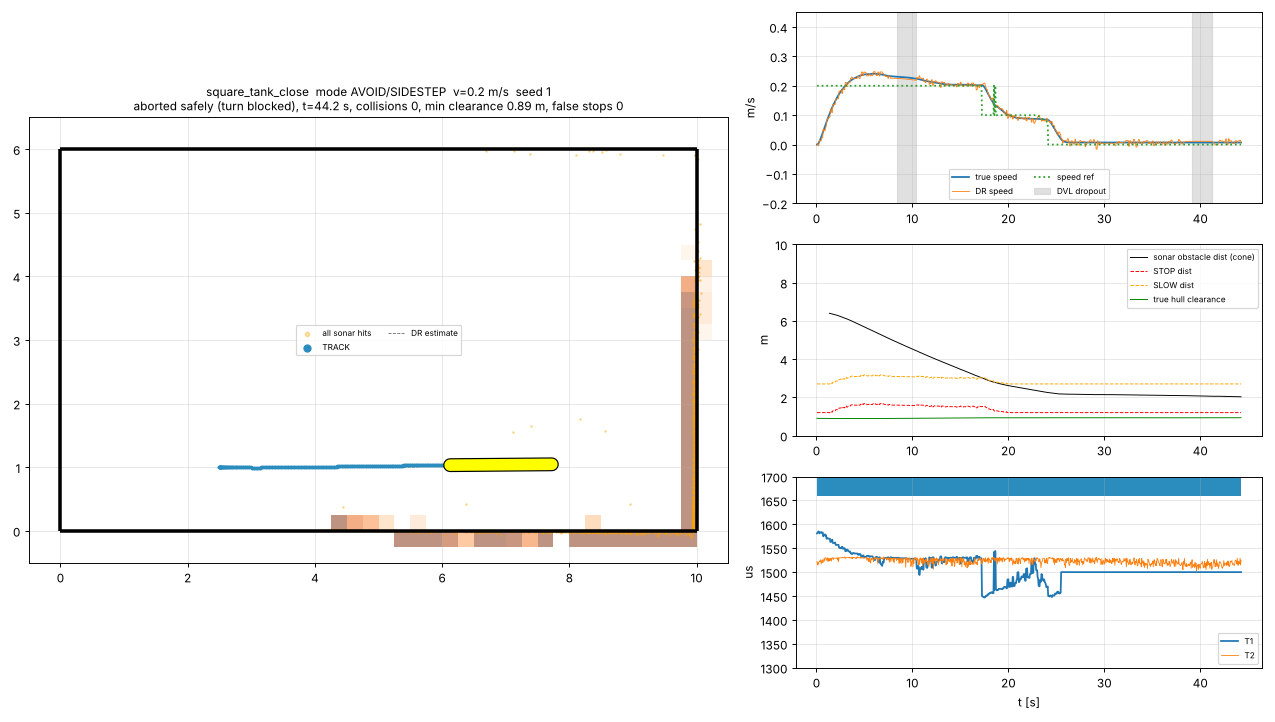 square_tank_close  mode AVOID/SIDESTEP  v=0.2 m/s  seed 1
aborted safely (turn blocked), t=44.2 s, collisions 0, min clearance 0.89 m, false stops 0
6
5
4
3
2
1
0
0 2 4 6 8 10
all sonar hits
TRACK
DR estimate
m/s
0.4
0.3
0.2
0.1
0.0
−0.1
−0.2
true speed
DR speed
speed ref
DVL dropout
0 10 20 30 40
m
10
8
6
4
2
0
sonar obstacle dist (cone)
STOP dist
SLOW dist
true hull clearance
0 10 20 30 40
us
1700
1650
1600
1550
1500
1450
1400
1350
1300
T1
T2
0 10 20 30 40
t [s]